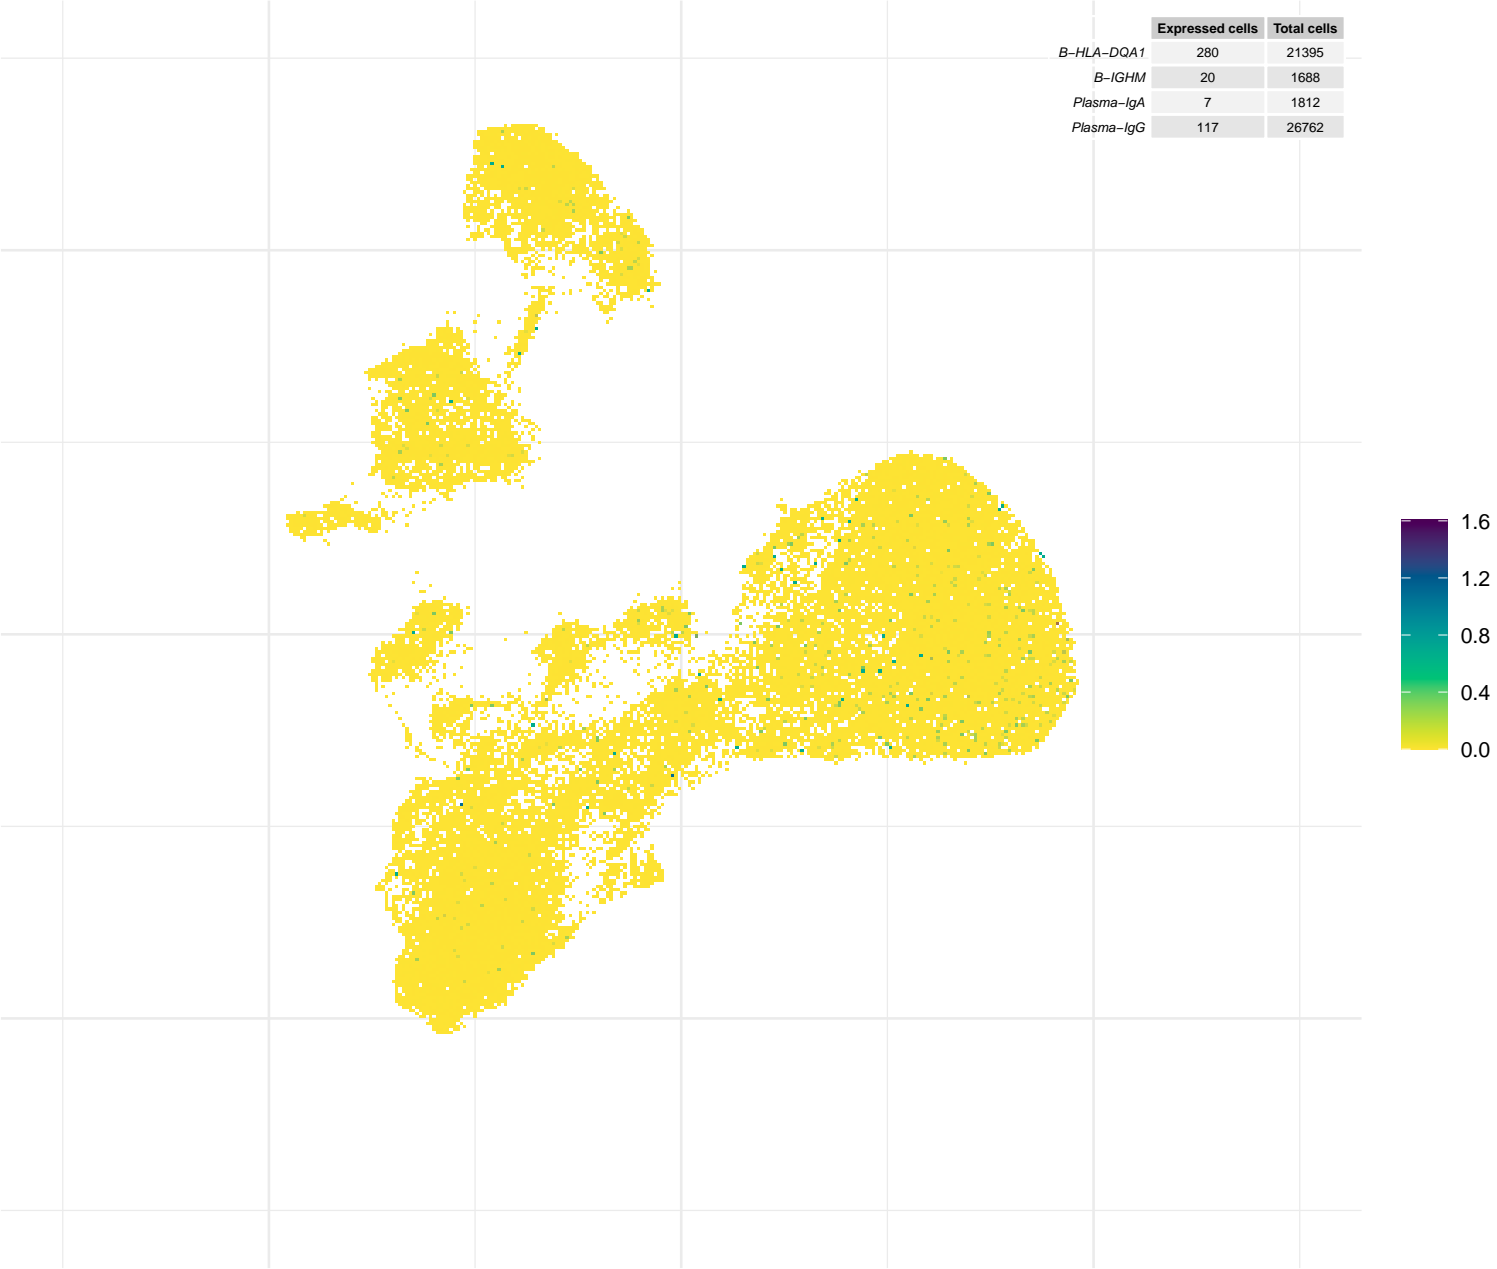 Expressed cells Total cells
B−HLA−DQA1 280 21395
B−IGHM 20 1688
Plasma−IgA 7 1812
Plasma−IgG 117 26762
1.6
1.2
0.8
0.4
0.0